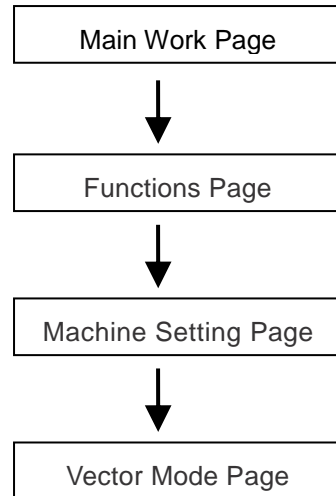 Main Work Page
Functions Page
Machine Setting Page
Vector Mode Page